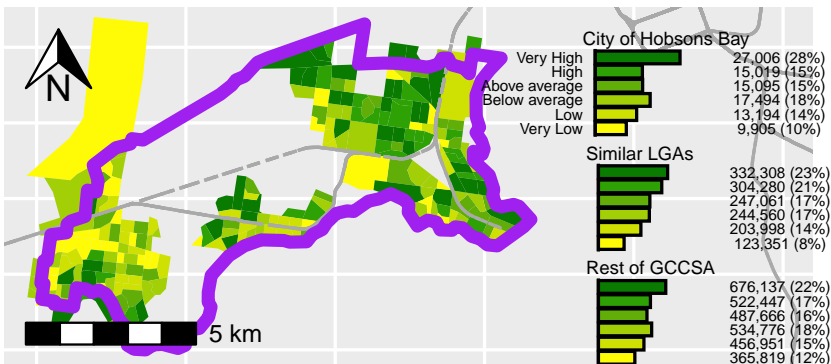 City of Hobsons Bay
Very High 27,006 (28%)
High 15,019 (15%)
Above average 15,095 (15%)
Below average 17,494 (18%)
Low 13,194 (14%)
Very Low 9,905 (10%)
Similar LGAs
332,308 (23%)
304,280 (21%)
247,061 (17%)
244,560 (17%)
203,998 (14%)
123,351 (8%)
Rest of GCCSA
676,137 (22%)
522,447 (17%)
487,666 (16%)
534,776 (18%)
456,951 (15%)
365,819 (12%)
N
5 km